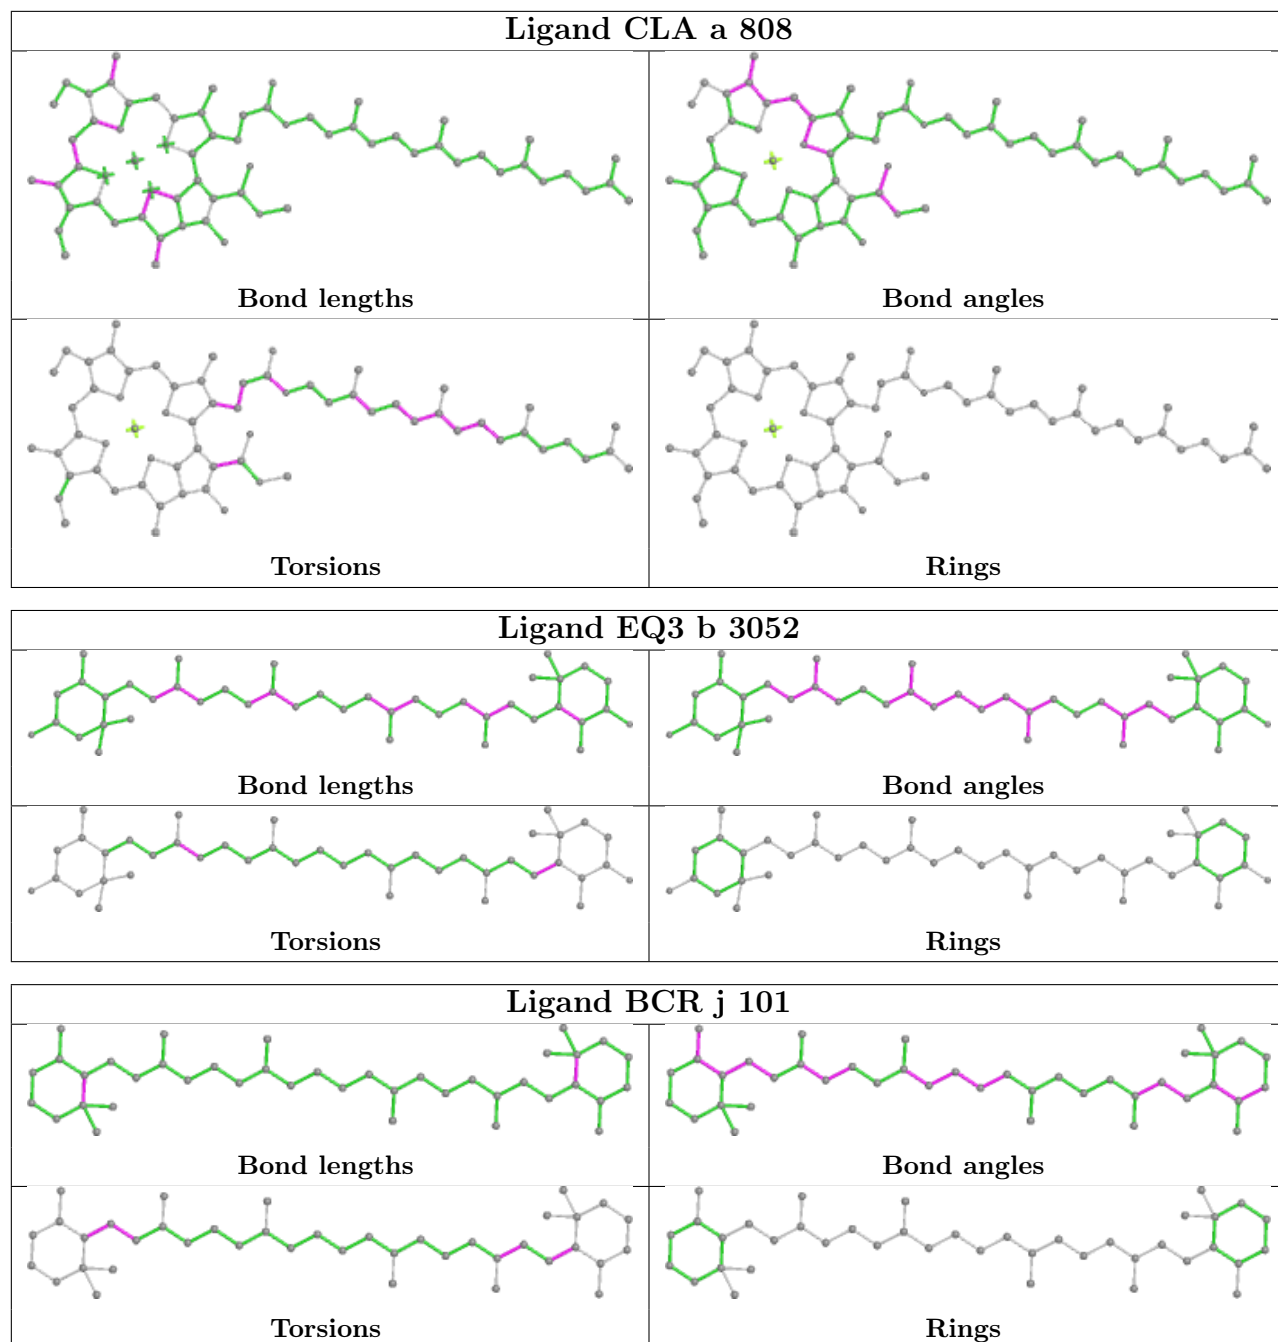 Ligand CLA a 808
Bond lengths
Bond angles
Torsions
Rings
Ligand EQ3 b 3052
Bond lengths
Bond angles
Torsions
Rings
Ligand BCR j 101
Bond lengths
Bond angles
Torsions
Rings